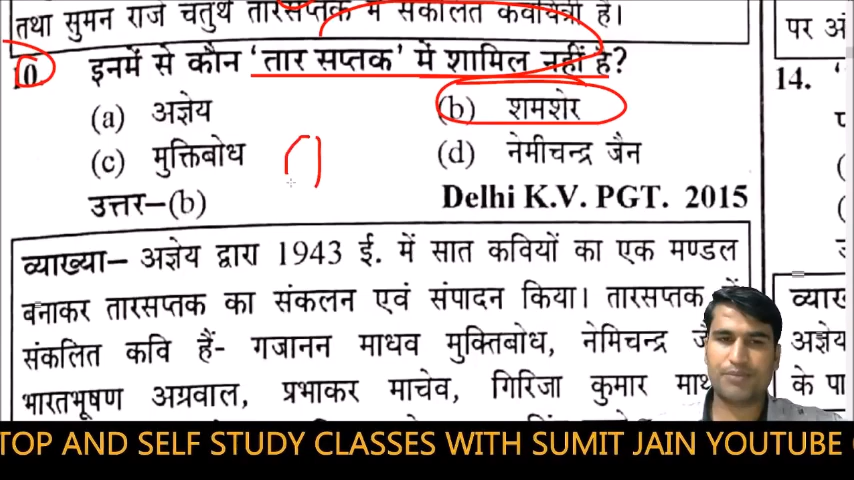 तथा सुमन राजे चतुर्थ तारसप्तक में संकलित कवयित्री हैं।
10 इनमें से कौन 'तार सप्तक' में शामिल नहीं है?
(a) अज्ञेय (b) शमशेर
(c) मुक्तिबोध (d) नेमीचन्द्र जैन
उत्तर–(b) Delhi K.V. PGT. 2015
व्याख्या– अज्ञेय द्वारा 1943 ई. में सात कवियों का एक मण्डल
बनाकर तारसप्तक का संकलन एवं संपादन किया। तारसप्तक में
संकलित कवि हैं- गजानन माधव मुक्तिबोध, नेमिचन्द्र
भारतभूषण अग्रवाल, प्रभाकर माचेव, गिरिजा कुमार
पर
14.
अज्ञेय
के पा
TOP AND SELF STUDY CLASSES WITH SUMIT JAIN YOUTUBE